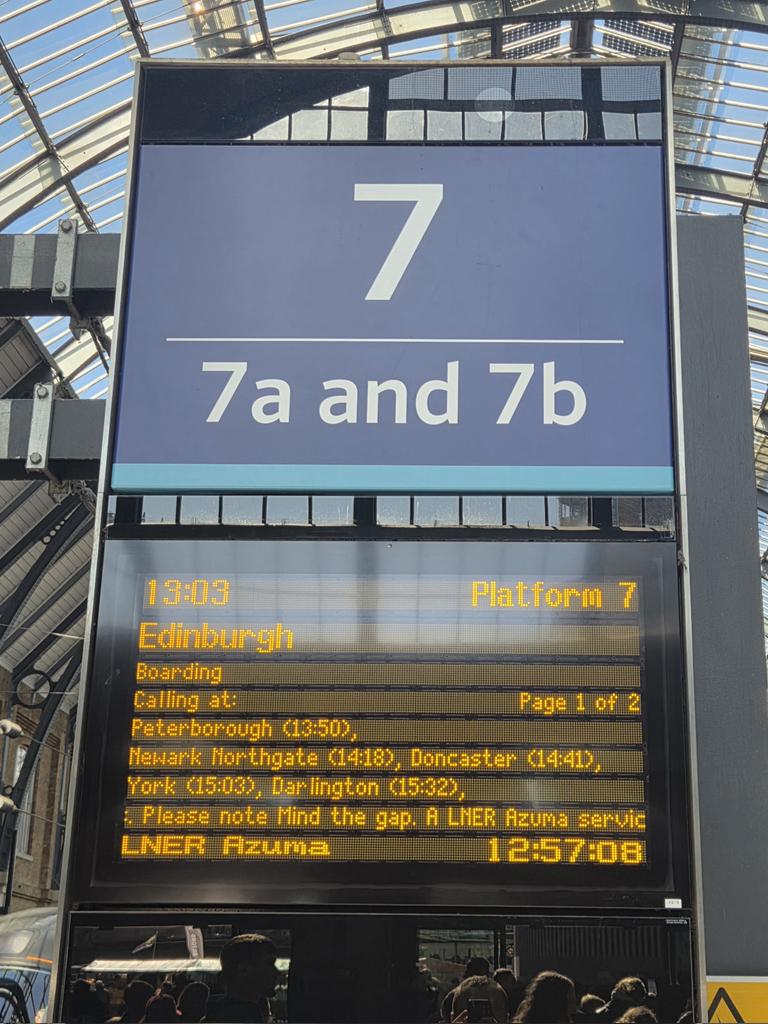 7
7a and 7b
13:03 Platform 7
Edinburgh
Boarding
Calling at: Page 1 of 2
Peterborough (13:50),
Newark Northgate (14:18), Doncaster (14:41),
York (15:03), Darlington (15:32),
. Please note Mind the gap. A LNER Azuma servic
LNER Azuma 12:57:08